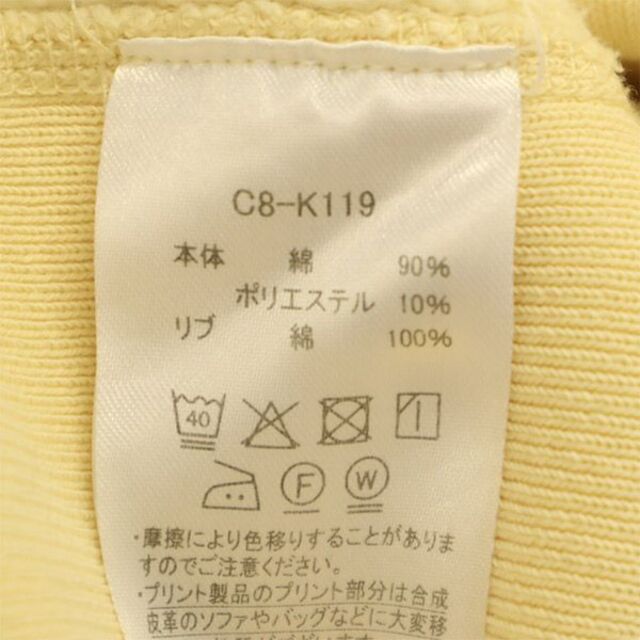 C8-K119
本体 綿 90%
ポリエステル 10%
リブ 綿 100%
40
F W
・摩擦により色移りすることがありま
すのでご注意ください。
・プリント製品のプリント部分は合成
皮革のソファやバッグなどに大変移